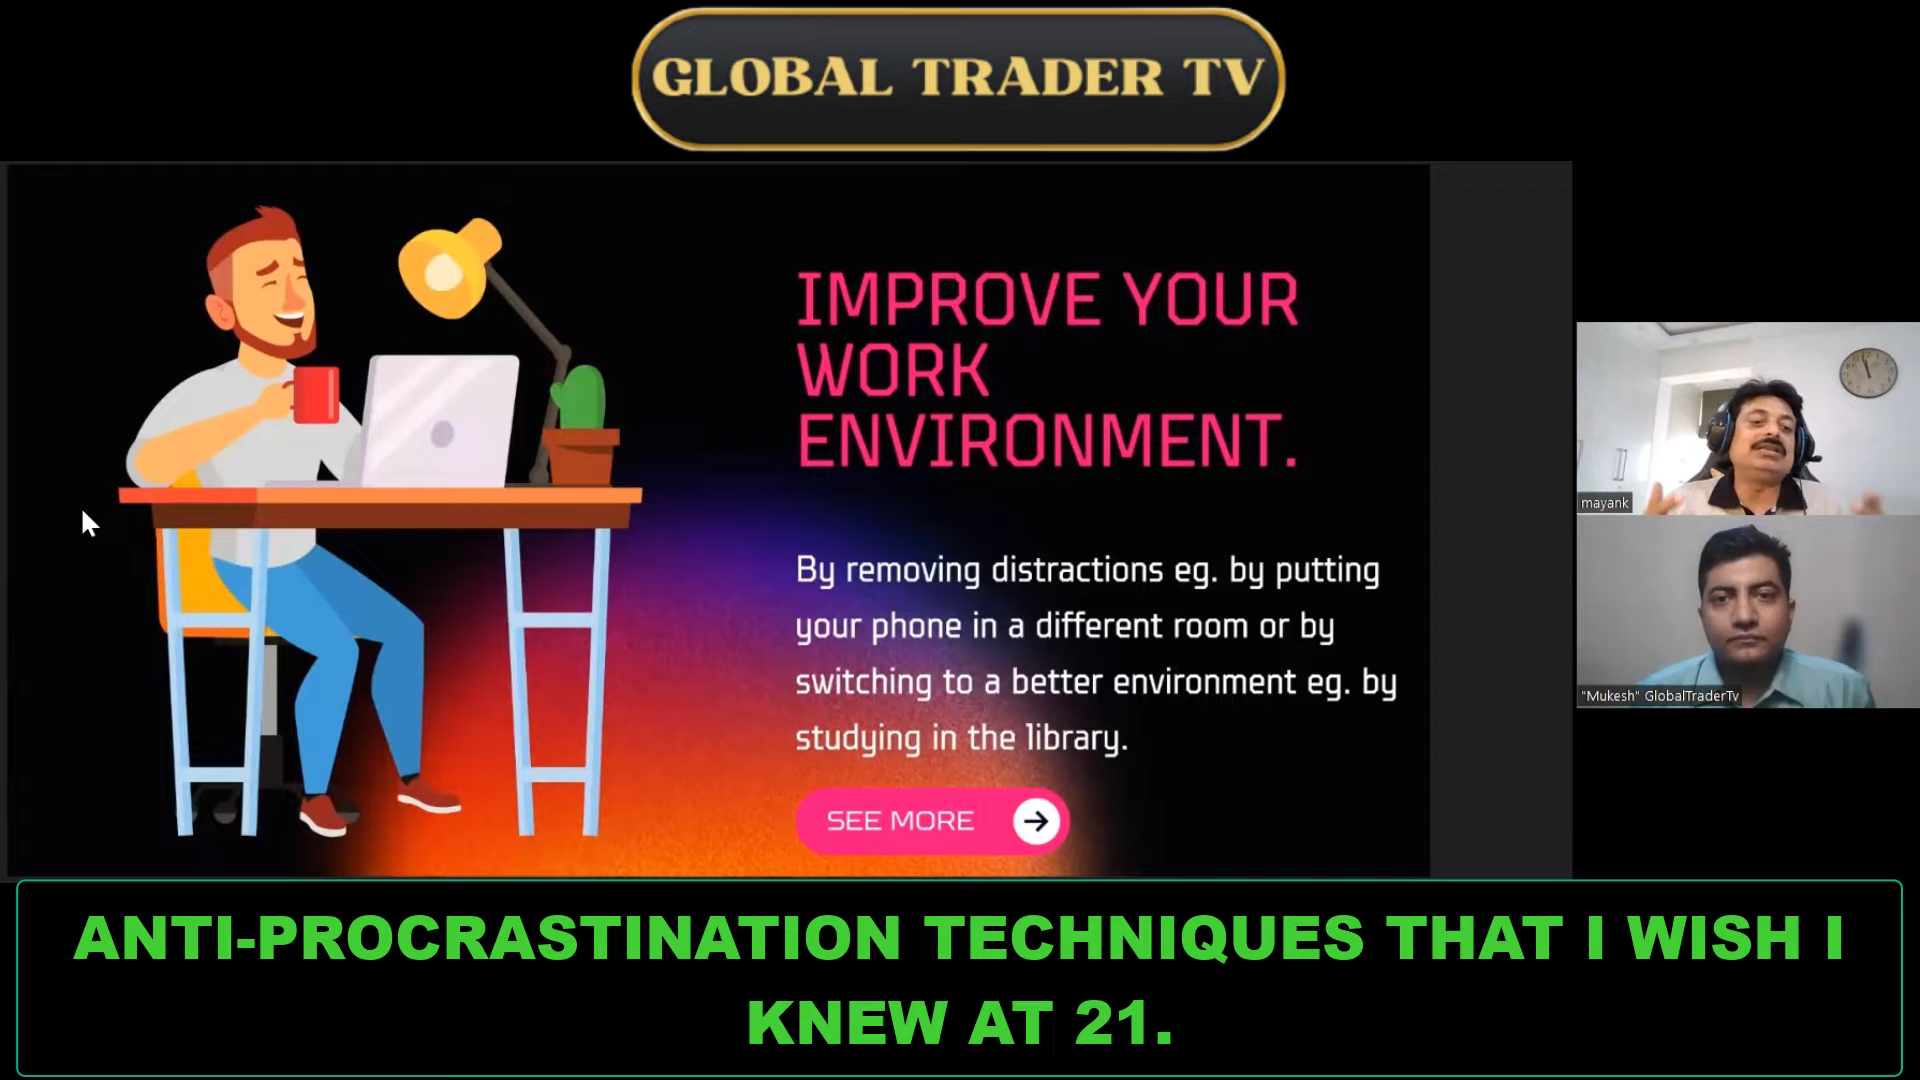 GLOBAL TRADER TV
IMPROVE YOUR
WORK
ENVIRONMENT.
By removing distractions eg. by putting
your phone in a different room or by
switching to a better environment eg. by
studying in the library.
SEE MORE
mayank
"Mukesh" GlobalTraderTv
ANTI-PROCRASTINATION TECHNIQUES THAT I WISH I
KNEW AT 21.